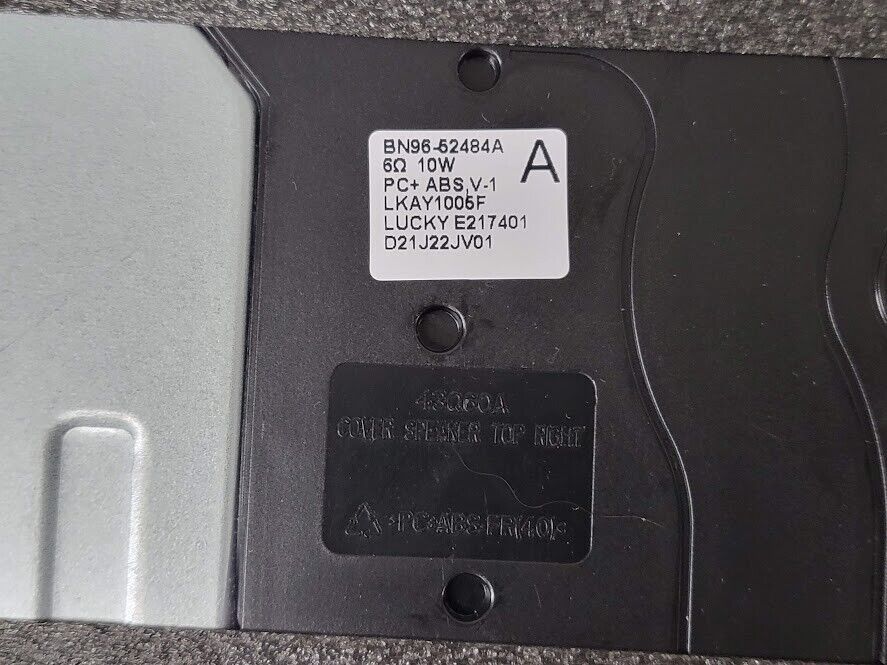 BN96-52484A
A
6Ω 10W
PC+ ABS,V-1
LKAY1005F
LUCKY E217401
D21J22JV01
43Q60A
COVER SPEAKER TOP RIGHT
>PC+ABS-FR(40)<